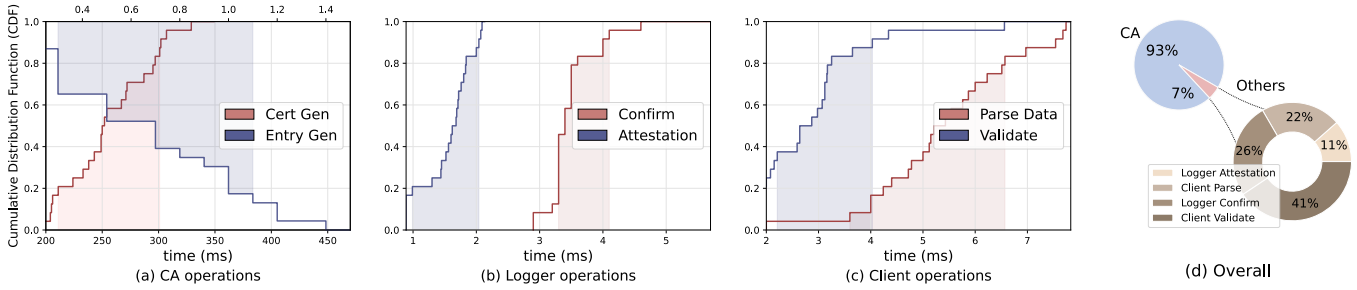 0.4 0.6 0.8 1.0 1.2 1.4
Cumulative Distribution Function (CDF)
1.0
0.8
0.6
0.4
0.2
0.0
Cert Gen
Entry Gen
200 250 300 350 400 450
time (ms)
(a) CA operations
1.0
0.8
0.6
0.4
0.2
0.0
Confirm
Attestation
1 2 3 4 5
time (ms)
(b) Logger operations
1.0
0.8
0.6
0.4
0.2
0.0
Parse Data
Validate
2 3 4 5 6 7
time (ms)
(c) Client operations
CA
93%
7%
Others
22%
11%
26%
41%
Logger Attestation
Client Parse
Logger Confirm
Client Validate
(d) Overall